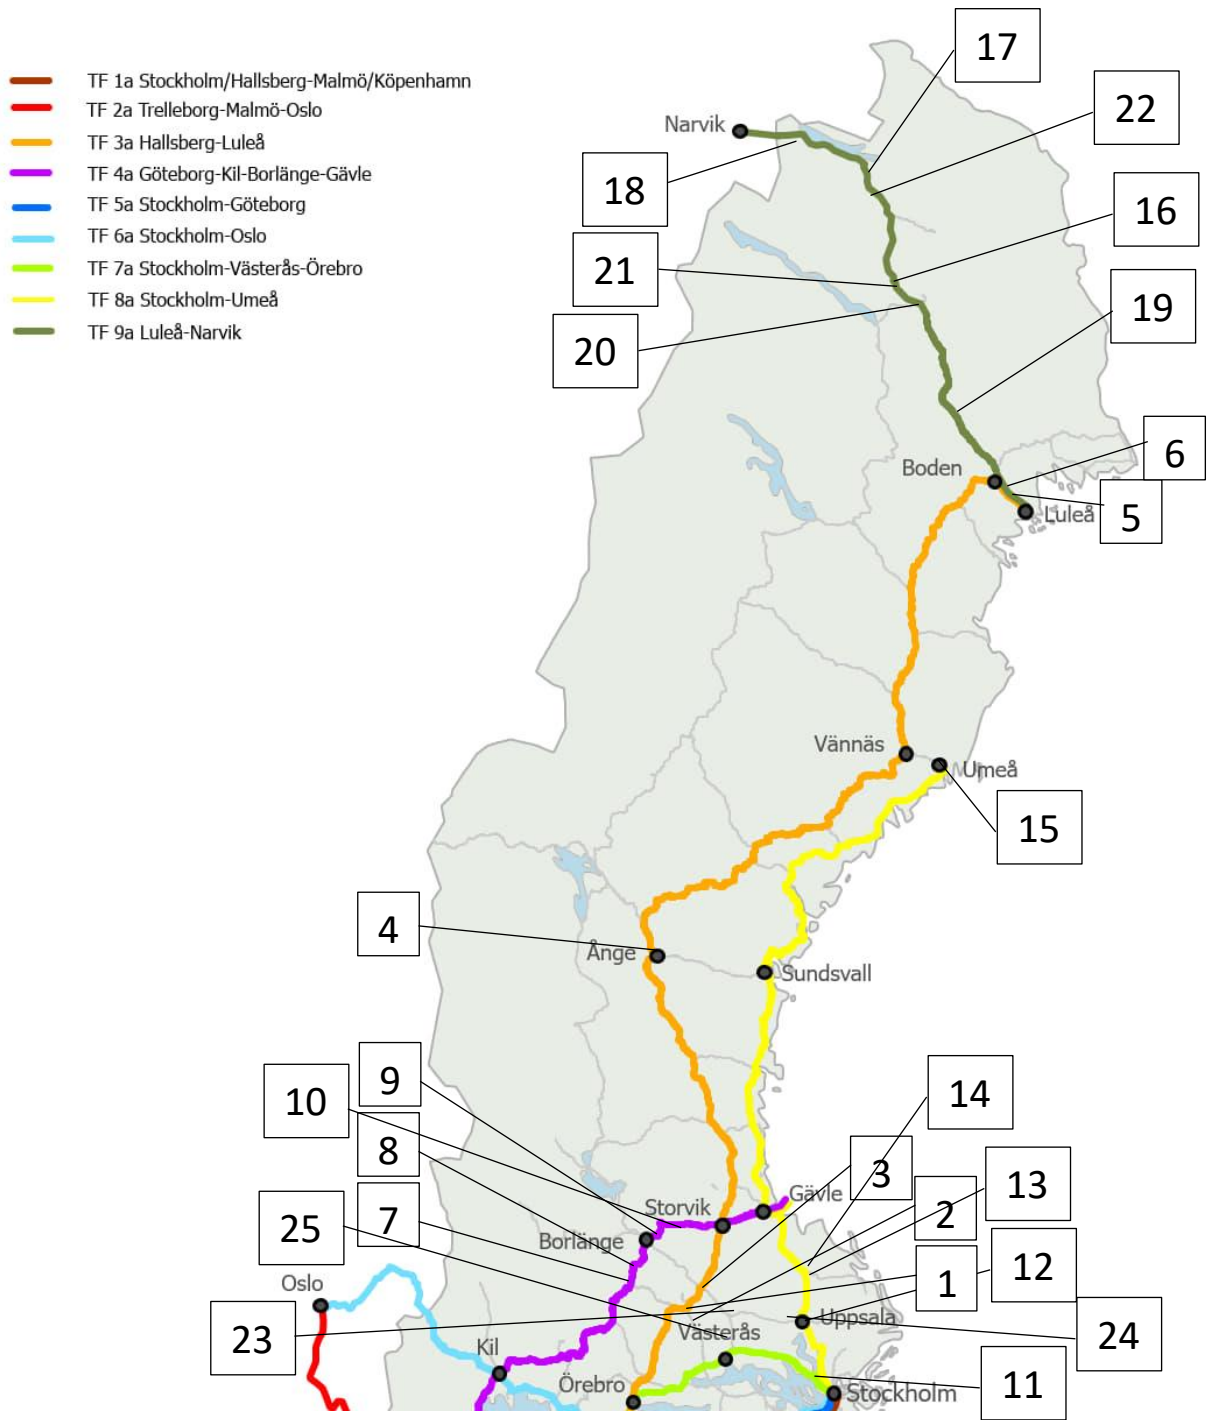 TF 1a Stockholm/Hallsberg-Malmö/Köpenhamn
TF 2a Trelleborg-Malmö-Oslo
TF 3a Hallsberg-Luleå
TF 4a Göteborg-Kil-Borlänge-Gävle
TF 5a Stockholm-Göteborg
TF 6a Stockholm-Oslo
TF 7a Stockholm-Västerås-Örebro
TF 8a Stockholm-Umeå
TF 9a Luleå-Narvik
17
22
Narvik
18
16
21
19
20
6
Boden
5
Luleå
Vännäs
Umeå
15
4
Ånge
Sundsvall
9
10
14
8
3
13
Gävle
2
7
Storvik
25
Borlänge
12
Oslo
1
23
Uppsala
24
Västerås
Kil
11
Örebro
Stockholm